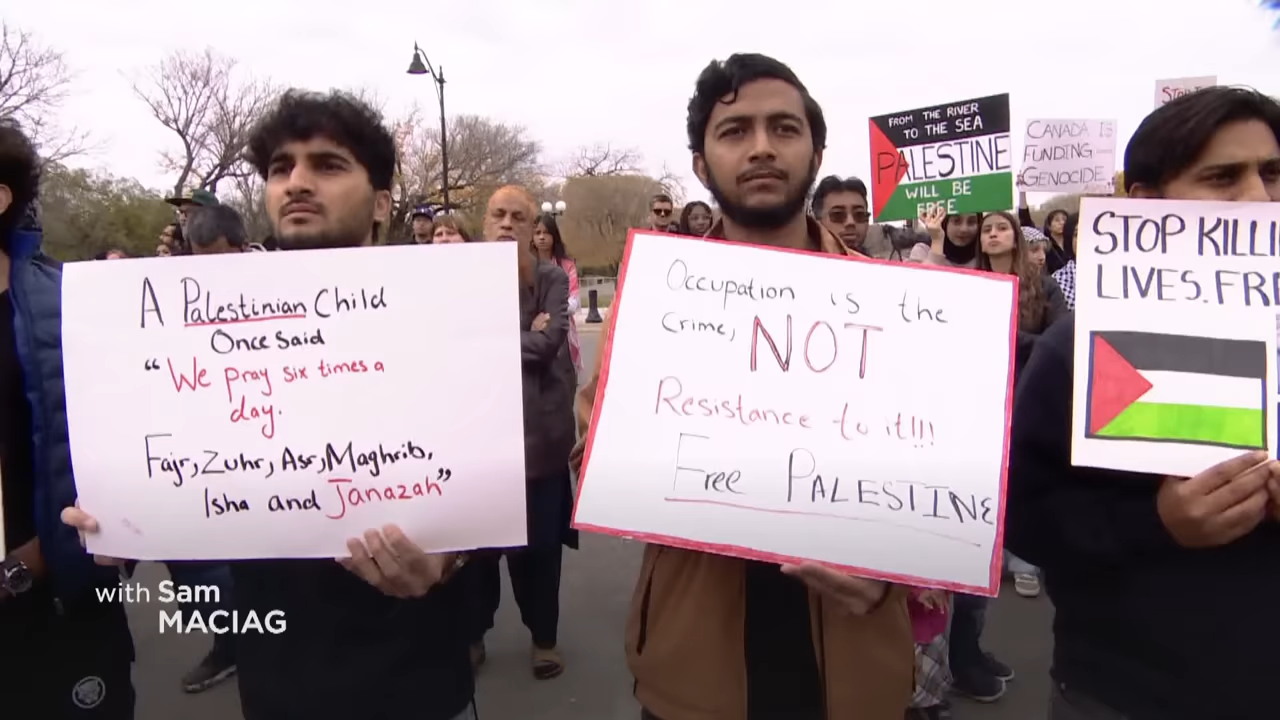 A Palestinian Child
Once Said
“We pray six times a
day.
Fajr, Zuhr, Asr, Maghrib,
Isha and Janazah”
Occupation is the
Crime, NOT
Resistance to it!!!
Free PALESTINE
FROM THE RIVER
TO THE SEA
PALESTINE
WILL BE
FREE
CANADA IS
FUNDING
GENOCIDE
STOP
LIVES. 
with Sam
MACIAG